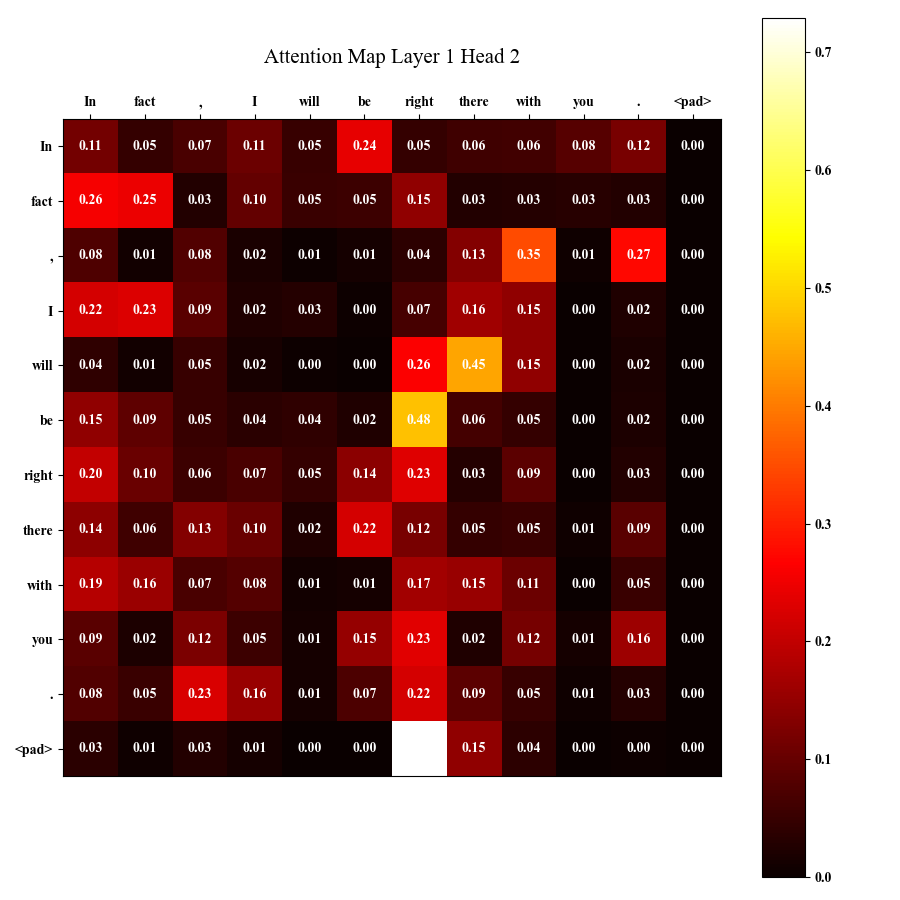 Attention Map Layer 1 Head 2
In fact , I will be right there with you . <pad>
In 0.11 0.05 0.07 0.11 0.05 0.24 0.05 0.06 0.06 0.08 0.12 0.00
fact 0.26 0.25 0.03 0.10 0.05 0.05 0.15 0.03 0.03 0.03 0.03 0.00
, 0.08 0.01 0.08 0.02 0.01 0.01 0.04 0.13 0.35 0.01 0.27 0.00
I 0.22 0.23 0.09 0.02 0.03 0.00 0.07 0.16 0.15 0.00 0.02 0.00
will 0.04 0.01 0.05 0.02 0.00 0.00 0.26 0.45 0.15 0.00 0.02 0.00
be 0.15 0.09 0.05 0.04 0.04 0.02 0.48 0.06 0.05 0.00 0.02 0.00
right 0.20 0.10 0.06 0.07 0.05 0.14 0.23 0.03 0.09 0.00 0.03 0.00
there 0.14 0.06 0.13 0.10 0.02 0.22 0.12 0.05 0.05 0.01 0.09 0.00
with 0.19 0.16 0.07 0.08 0.01 0.01 0.17 0.15 0.11 0.00 0.05 0.00
you 0.09 0.02 0.12 0.05 0.01 0.15 0.23 0.02 0.12 0.01 0.16 0.00
. 0.08 0.05 0.23 0.16 0.01 0.07 0.22 0.09 0.05 0.01 0.03 0.00
<pad> 0.03 0.01 0.03 0.01 0.00 0.00 0.15 0.04 0.00 0.00 0.00
0.7
0.6
0.5
0.4
0.3
0.2
0.1
0.0